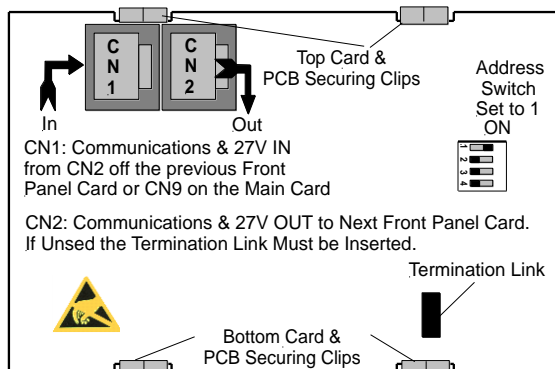 C
N
1
C
N
2
Top Card &
PCB Securing Clips
Address
Switch
Set to 1
ON
1
2
3
4
In
Out
CN1: Communications & 27V IN
from CN2 off the previous Front
Panel Card or CN9 on the Main Card
CN2: Communications & 27V OUT to Next Front Panel Card.
If Unsed the Termination Link Must be Inserted.
Termination Link
Bottom Card &
PCB Securing Clips